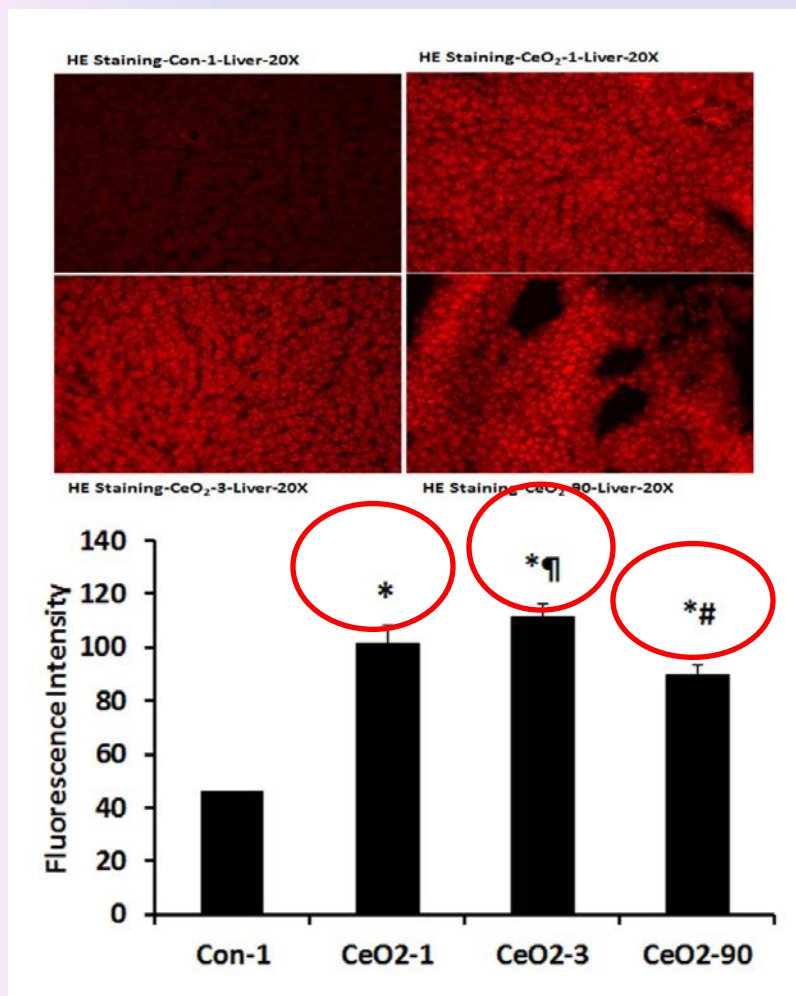 HE Staining-Con-1-Liver-20X
HE Staining-CeO₂-1-Liver-20X
HE Staining-CeO₂-3-Liver-20X
HE Staining-CeO₂-90-Liver-20X
140
120
100
80
60
40
20
0
Fluorescence Intensity
*
*¶
*#
Con-1 CeO2-1 CeO2-3 CeO2-90